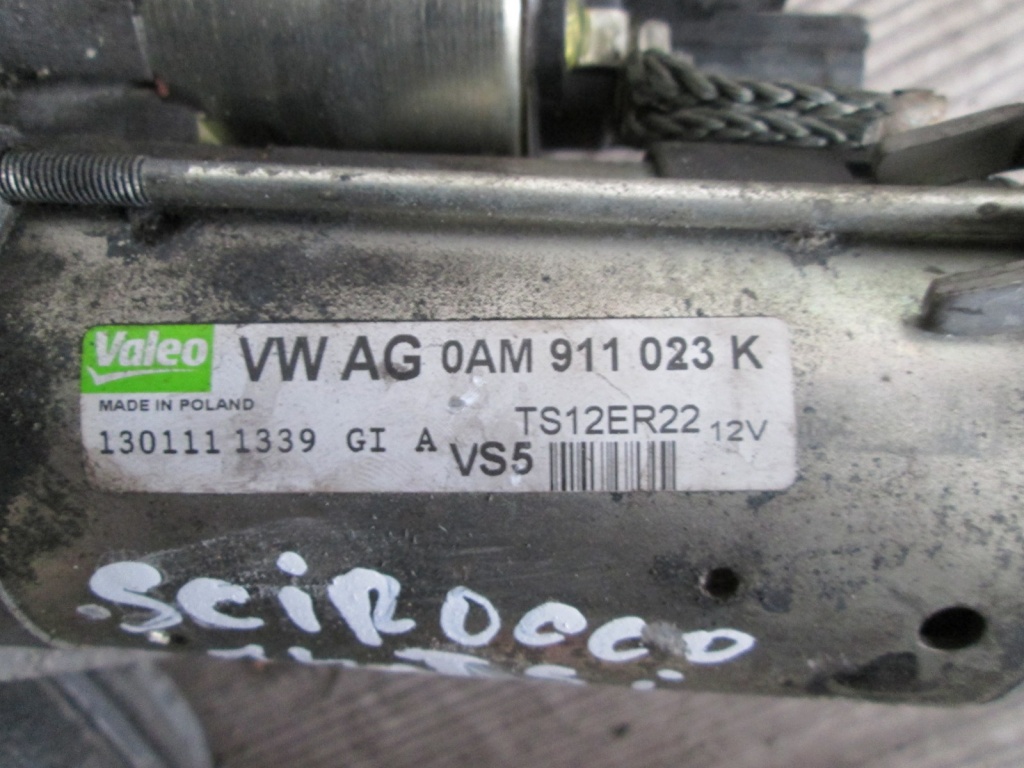 Valeo VW AG 0AM 911 023 K
MADE IN POLAND
TS12ER22 12V
130111 1339 GI A
VS5
SCIROCCO